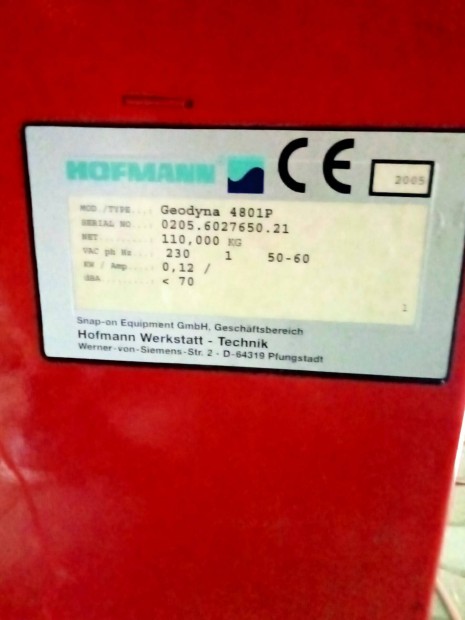 HOFMANN CE 2005
MOD./TYPE...: Geodyna 4801P
SERIAL NO....: 0205.6027650.21
NET..........: 110,000 KG
VAC ph Hz....: 230 1 50-60
KW / Amp.....: 0,12 /
dBA..........: < 70
1
Snap-on Equipment GmbH, Geschäftsbereich
Hofmann Werkstatt - Technik
Werner-von-Siemens-Str. 2 - D-64319 Pfungstadt